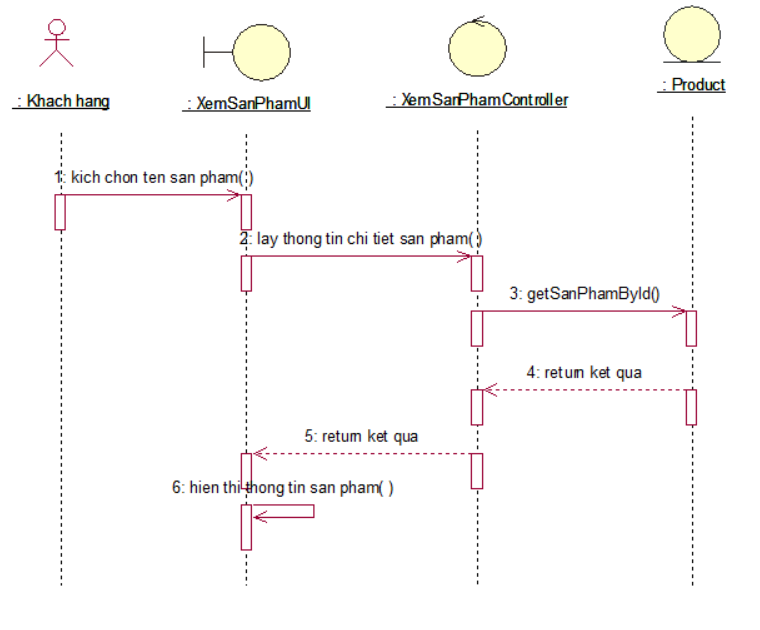 : Khach hang
: XemSanPhamUI
: XemSanPhamController
: Product
1: kich chon ten san pham( )
2: lay thong tin chi tiet san pham( )
3: getSanPhamById()
4: return ket qua
5: return ket qua
6: hien thi thong tin san pham( )